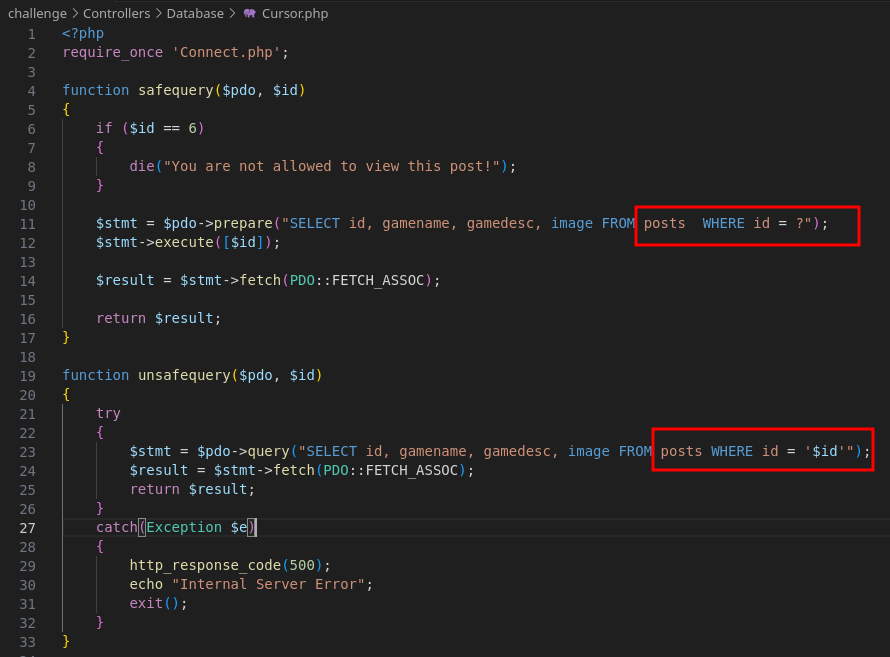 challenge > Controllers > Database > Cursor.php
1 <?php
2 require_once 'Connect.php';
3
4 function safequery($pdo, $id)
5 {
6     if ($id == 6)
7     {
8         die("You are not allowed to view this post!");
9     }
10
11     $stmt = $pdo->prepare("SELECT id, gamename, gamedesc, image FROM posts  WHERE id = ?");
12     $stmt->execute([$id]);
13
14     $result = $stmt->fetch(PDO::FETCH_ASSOC);
15
16     return $result;
17 }
18
19 function unsafequery($pdo, $id)
20 {
21     try
22     {
23         $stmt = $pdo->query("SELECT id, gamename, gamedesc, image FROM posts WHERE id = '$id'");
24         $result = $stmt->fetch(PDO::FETCH_ASSOC);
25         return $result;
26     }
27     catch(Exception $e)
28     {
29         http_response_code(500);
30         echo "Internal Server Error";
31         exit();
32     }
33 }